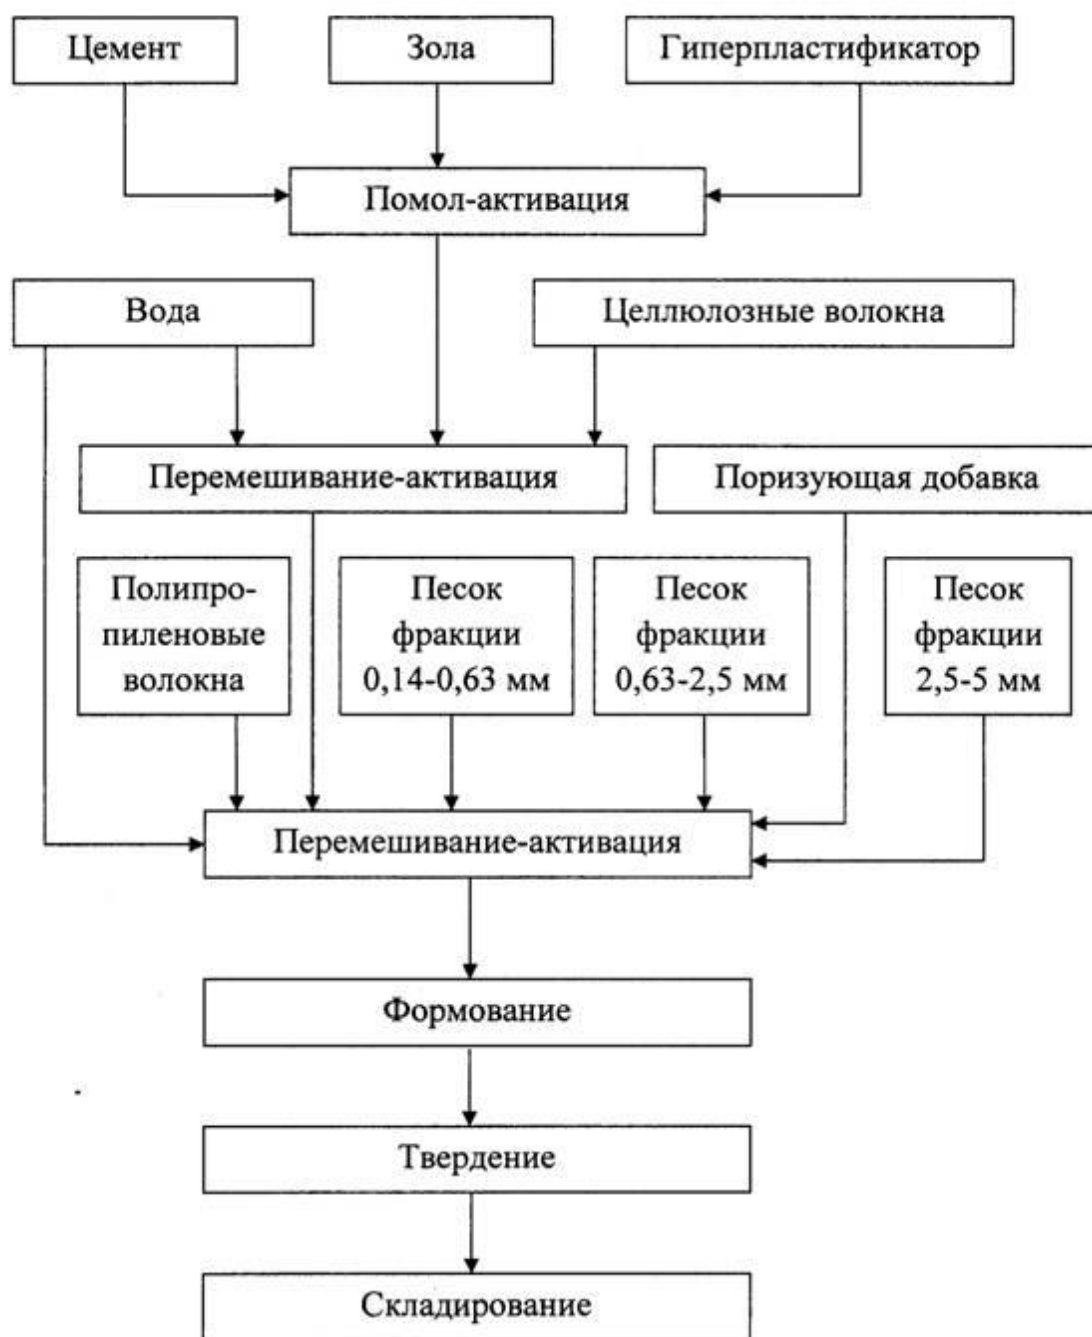 Цемент
Зола
Гиперпластификатор
Помол-активация
Вода
Целлюлозные волокна
Перемешивание-активация
Поризующая добавка
Полипро-
пиленовые
волокна
Песок
фракции
0,14-0,63 мм
Песок
фракции
0,63-2,5 мм
Песок
фракции
2,5-5 мм
Перемешивание-активация
Формование
Твердение
Складирование